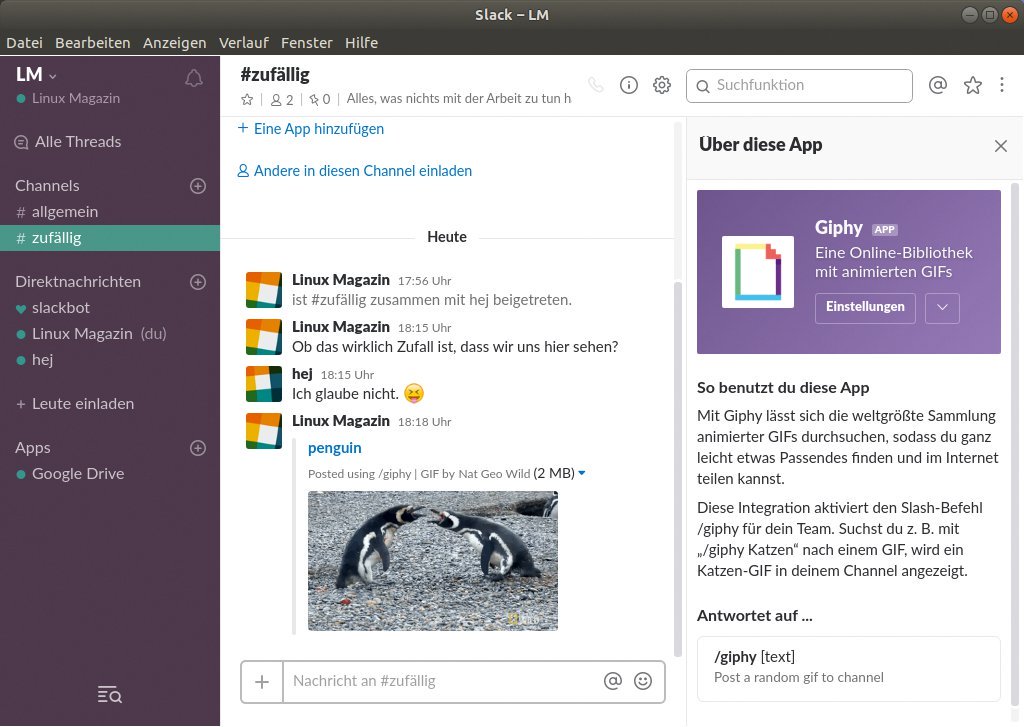 Slack – LM
Datei Bearbeiten Anzeigen Verlauf Fenster Hilfe
LM
Linux Magazin
Alle Threads
Channels
# allgemein
# zufällig
Direktnachrichten
slackbot
Linux Magazin (du)
hej
+ Leute einladen
Apps
Google Drive
#zufällig
2 | 0 | Alles, was nichts mit der Arbeit zu tun h
Suchfunktion
+ Eine App hinzufügen
Andere in diesen Channel einladen
Heute
Linux Magazin 17:56 Uhr
ist #zufällig zusammen mit hej beigetreten.
Linux Magazin 18:15 Uhr
Ob das wirklich Zufall ist, dass wir uns hier sehen?
hej 18:15 Uhr
Ich glaube nicht. 😝
Linux Magazin 18:18 Uhr
penguin
Posted using /giphy | GIF by Nat Geo Wild (2 MB)
Nachricht an #zufällig
Über diese App
Giphy APP
Eine Online-Bibliothek
mit animierten GIFs
Einstellungen
So benutzt du diese App
Mit Giphy lässt sich die weltgrößte Sammlung
animierter GIFs durchsuchen, sodass du ganz
leicht etwas Passendes finden und im Internet
teilen kannst.
Diese Integration aktiviert den Slash-Befehl
/giphy für dein Team. Suchst du z. B. mit
„/giphy Katzen“ nach einem GIF, wird ein
Katzen-GIF in deinem Channel angezeigt.
Antwortet auf ...
/giphy [text]
Post a random gif to channel